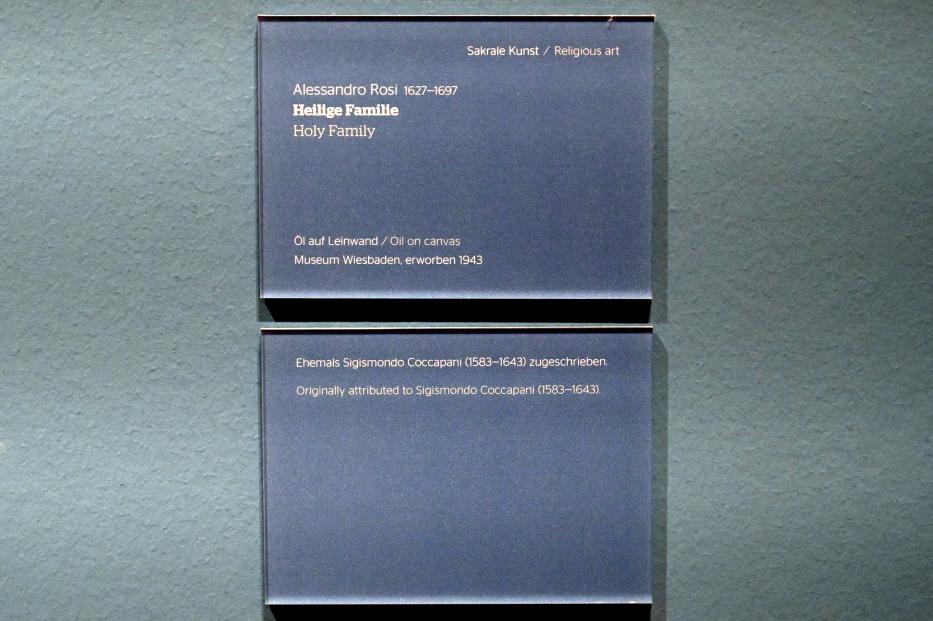 Sakrale Kunst / Religious art
Alessandro Rosi 1627–1697
Heilige Familie
Holy Family
Öl auf Leinwand / Oil on canvas
Museum Wiesbaden, erworben 1943
Ehemals Sigismondo Coccapani (1583–1643) zugeschrieben.
Originally attributed to Sigismondo Coccapani (1583–1643).